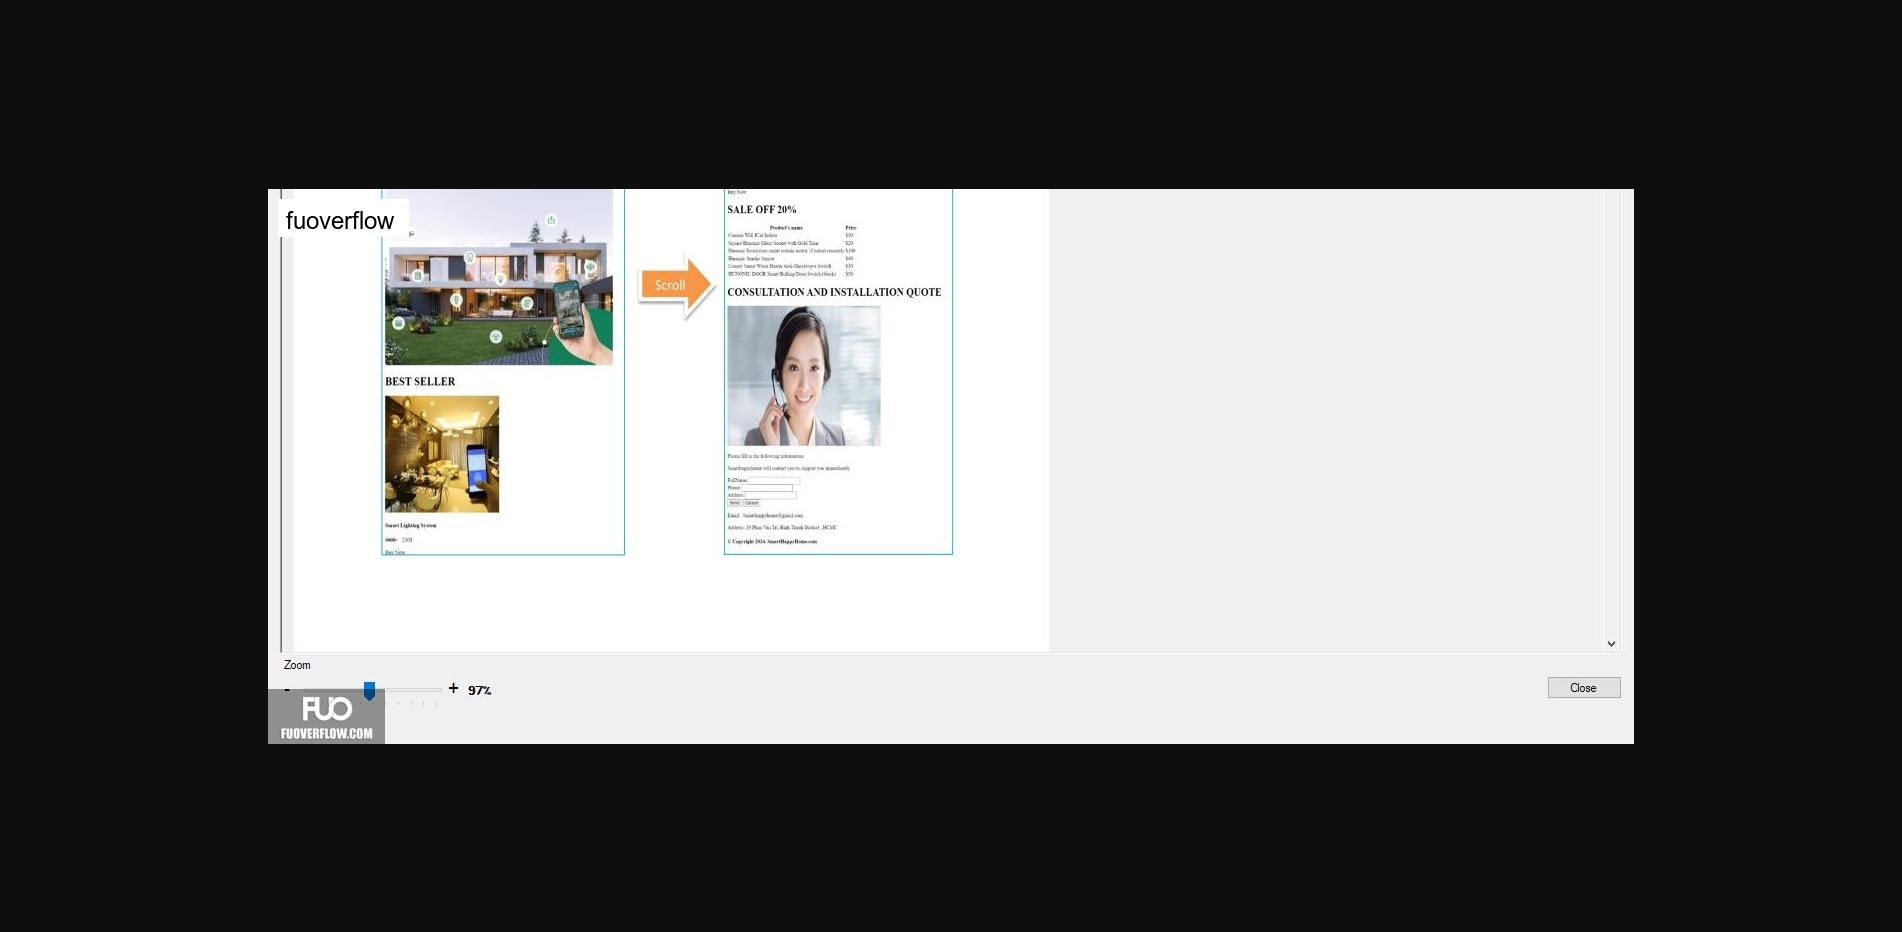 fuoverflow
BEST SELLER
Smart Lighting System
Buy Now
Scroll
Buy Now
SALE OFF 20%
Product's name Price
Camera Wifi ICist Indoor $30
Square Hunonic Glass Socket with Gold Trim $20
Hunonic Ecosystem smart curtain motor | Control remotely $100
Hunonic Smoke Sensor $40
Luxury Smart Water Heater Anti-Shockwave Switch $50
HUNONIC DOOR Smart Rolling Door Switch (black) $50
CONSULTATION AND INSTALLATION QUOTE
Please fill in the following information
Smarthappyhome will contact you to support you immediately
FullName:
Phone:
Address:
Send Cancel
Email : Smarthappyhome@gmail.com
Address: 20 Phan Van Tri, Binh Thanh District , HCMC
© Copyright 2024. SmartHappyHome.com
Zoom
- + 97%
Close
FUO
FUOVERFLOW.COM